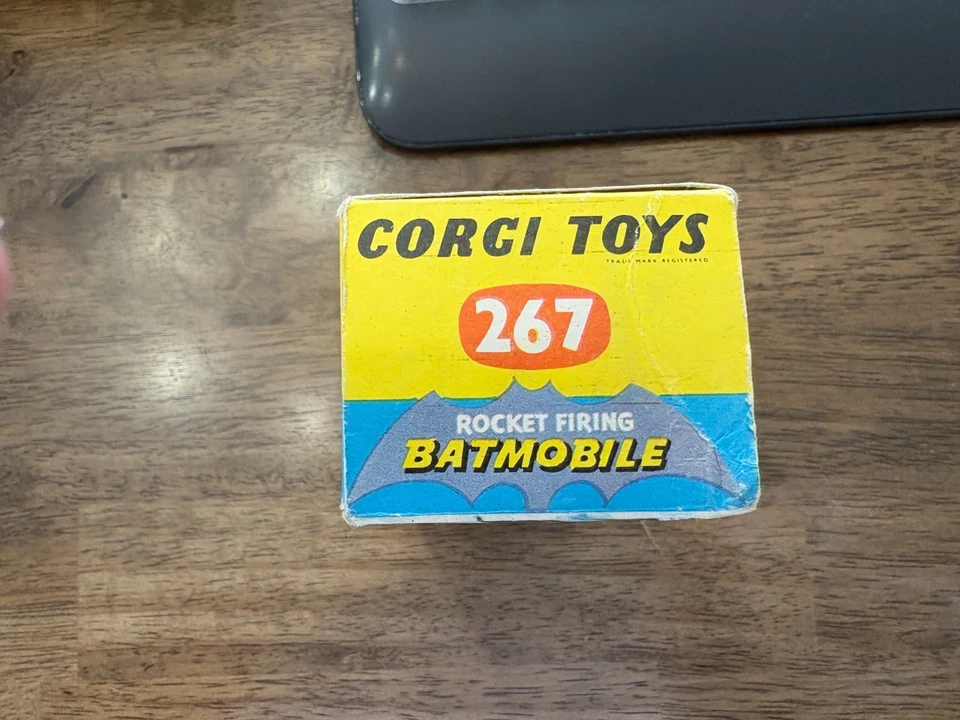 CORGI TOYS
TRADE MARK REGISTERED
267
ROCKET FIRING
BATMOBILE